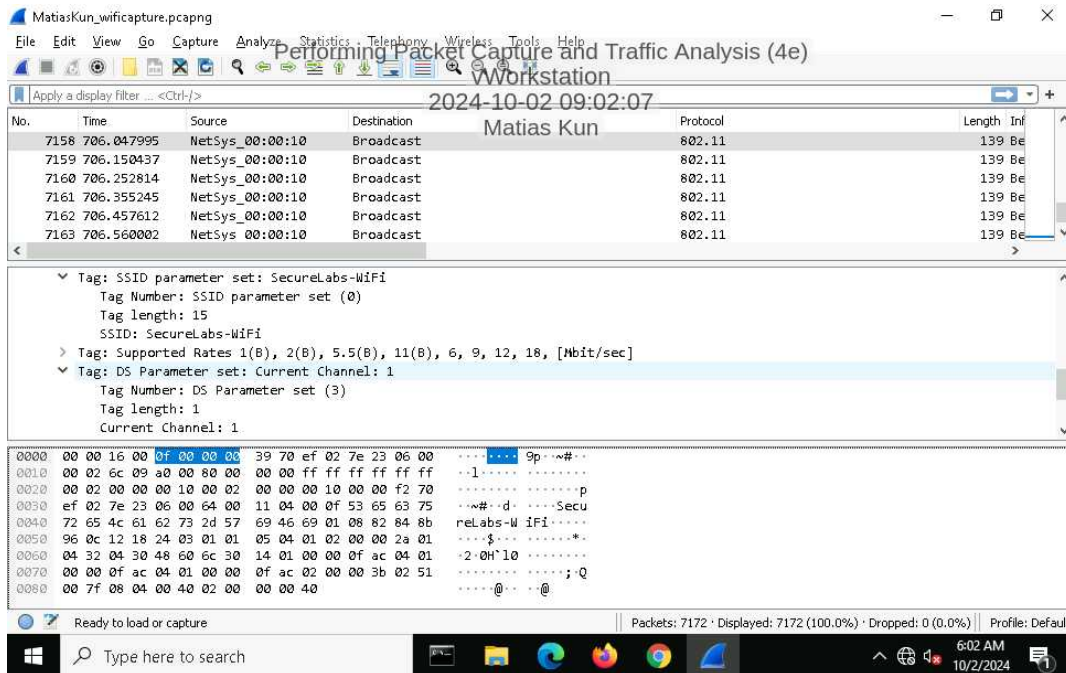 MatiasKun_wificapture.pcapng
File Edit View Go Capture Analyze Statistics Telephony Wireless Tools Help
Performing Packet Capture and Traffic Analysis (4e)
vWorkstation
2024-10-02 09:02:07
Matias Kun
Apply a display filter ... <Ctrl-/>
No. Time Source Destination Protocol Length Inf
7158 706.047995 NetSys_00:00:10 Broadcast 802.11 139 Be
7159 706.150437 NetSys_00:00:10 Broadcast 802.11 139 Be
7160 706.252814 NetSys_00:00:10 Broadcast 802.11 139 Be
7161 706.355245 NetSys_00:00:10 Broadcast 802.11 139 Be
7162 706.457612 NetSys_00:00:10 Broadcast 802.11 139 Be
7163 706.560002 NetSys_00:00:10 Broadcast 802.11 139 Be
Tag: SSID parameter set: SecureLabs-WiFi
Tag Number: SSID parameter set (0)
Tag length: 15
SSID: SecureLabs-WiFi
Tag: Supported Rates 1(B), 2(B), 5.5(B), 11(B), 6, 9, 12, 18, [Mbit/sec]
Tag: DS Parameter set: Current Channel: 1
Tag Number: DS Parameter set (3)
Tag length: 1
Current Channel: 1
0000 00 00 16 00 0f 00 00 00 39 70 ef 02 7e 23 06 00 ········ 9p··~#··
0010 00 02 6c 09 a0 00 80 00 00 00 ff ff ff ff ff ff ··l····· ········
0020 00 02 00 00 00 10 00 02 00 00 00 10 00 00 f2 70 ········ ·······p
0030 ef 02 7e 23 06 00 64 00 11 04 00 0f 53 65 63 75 ··~#··d· ····Secu
0040 72 65 4c 61 62 73 2d 57 69 46 69 01 08 82 84 8b reLabs-W iFi·····
0050 96 0c 12 18 24 03 01 01 05 04 01 02 00 00 2a 01 ····$··· ······*·
0060 04 32 04 30 48 60 6c 30 14 01 00 00 0f ac 04 01 ·2·0H`l0 ········
0070 00 00 0f ac 04 01 00 00 0f ac 02 00 00 3b 02 51 ········ ·····;·Q
0080 00 7f 08 04 00 40 02 00 00 00 40 ·····@·· ··@
Ready to load or capture Packets: 7172 · Displayed: 7172 (100.0%) · Dropped: 0 (0.0%) Profile: Defaul
Type here to search 6:02 AM
10/2/2024
1